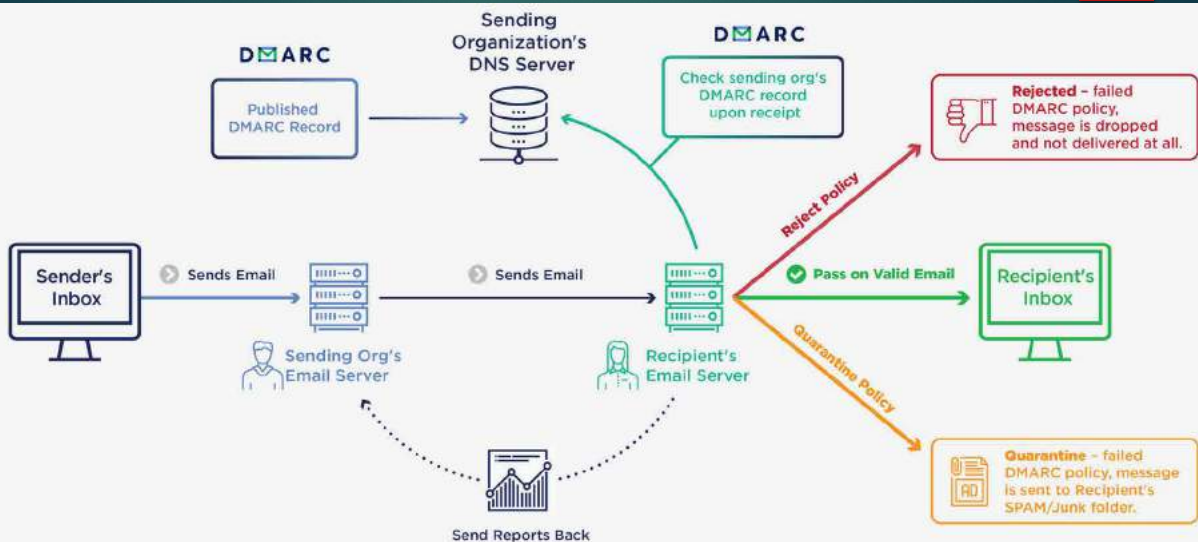 Sending
Organization's
DNS Server
DMARC
Published
DMARC Record
DMARC
Check sending org's
DMARC record
upon receipt
Rejected – failed
DMARC policy,
message is dropped
and not delivered at all.
Reject Policy
Sender's
Inbox
Sends Email
Sends Email
Pass on Valid Email
Recipient's
Inbox
Sending Org's
Email Server
Recipient's
Email Server
Quarantine Policy
Quarantine – failed
DMARC policy, message
is sent to Recipient's
SPAM/Junk folder.
AD
Send Reports Back